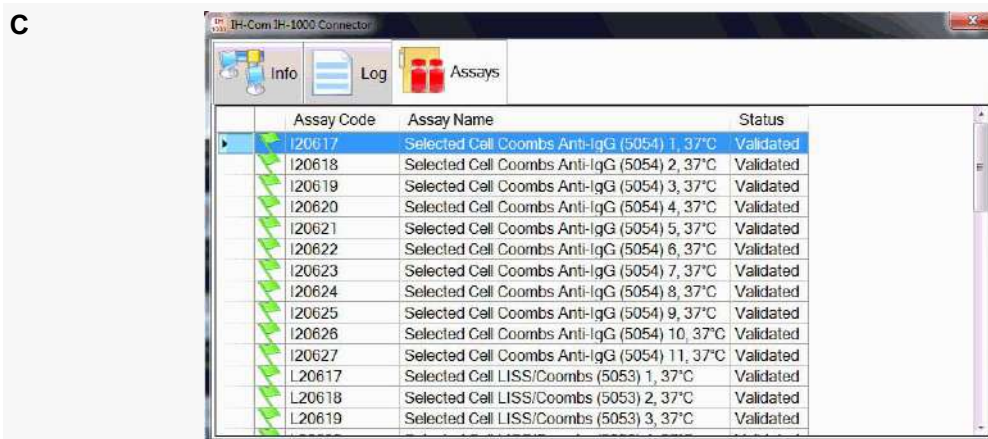 C
IH-Com IH-1000 Connector
Info Log Assays
Assay Code Assay Name Status
I20617 Selected Cell Coombs Anti-IgG (5054) 1, 37°C Validated
I20618 Selected Cell Coombs Anti-IgG (5054) 2, 37°C Validated
I20619 Selected Cell Coombs Anti-IgG (5054) 3, 37°C Validated
I20620 Selected Cell Coombs Anti-IgG (5054) 4, 37°C Validated
I20621 Selected Cell Coombs Anti-IgG (5054) 5, 37°C Validated
I20622 Selected Cell Coombs Anti-IgG (5054) 6, 37°C Validated
I20623 Selected Cell Coombs Anti-IgG (5054) 7, 37°C Validated
I20624 Selected Cell Coombs Anti-IgG (5054) 8, 37°C Validated
I20625 Selected Cell Coombs Anti-IgG (5054) 9, 37°C Validated
I20626 Selected Cell Coombs Anti-IgG (5054) 10, 37°C Validated
I20627 Selected Cell Coombs Anti-IgG (5054) 11, 37°C Validated
L20617 Selected Cell LISS/Coombs (5053) 1, 37°C Validated
L20618 Selected Cell LISS/Coombs (5053) 2, 37°C Validated
L20619 Selected Cell LISS/Coombs (5053) 3, 37°C Validated